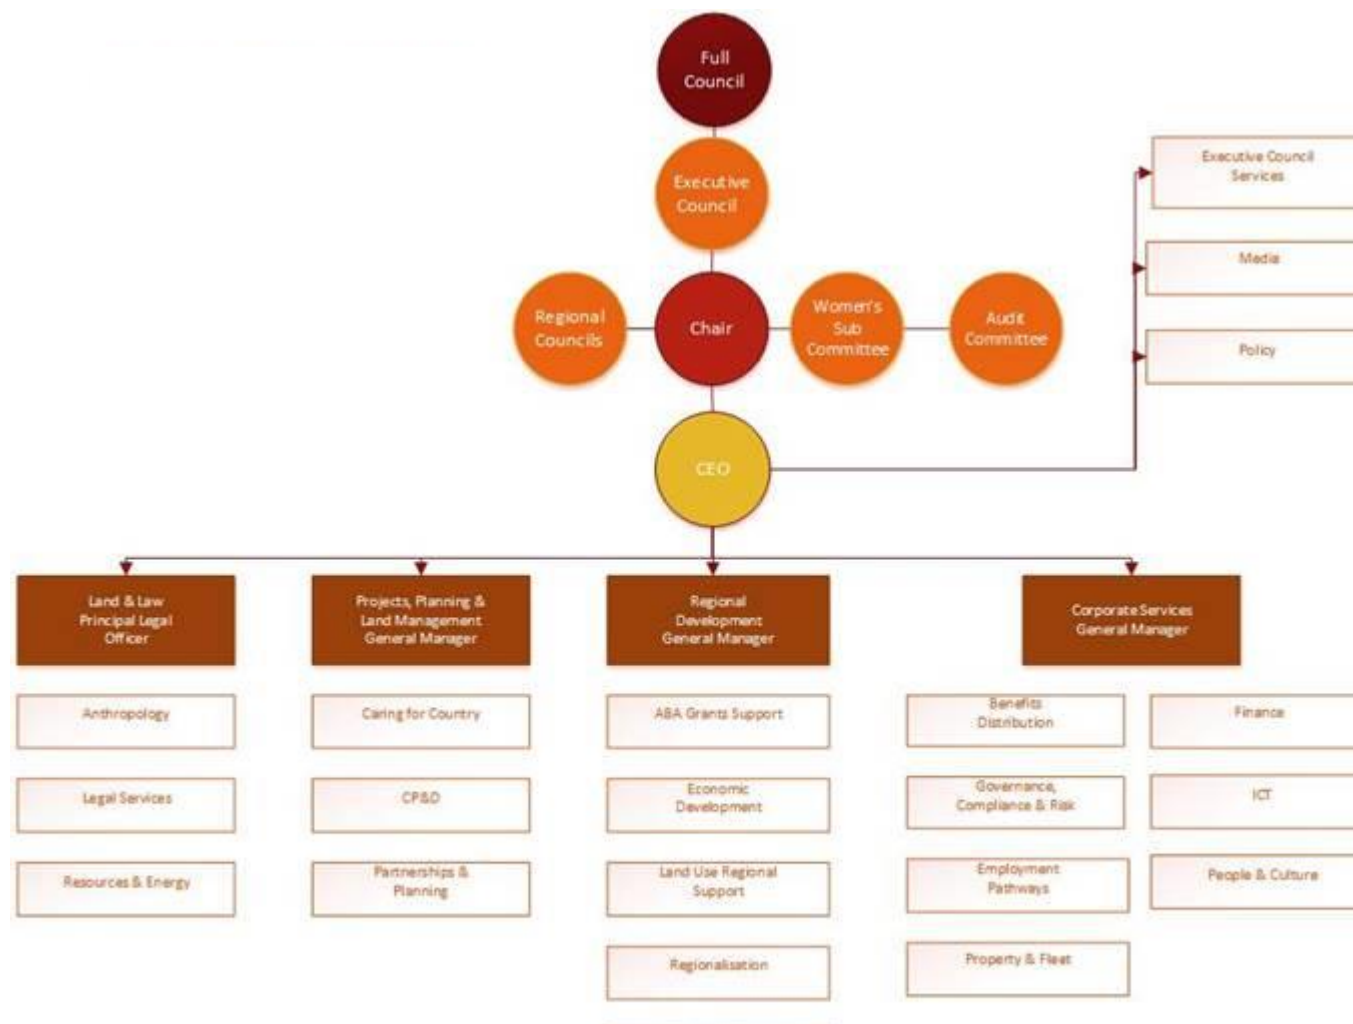 Full
Council
Executive
Council
Regional
Councils
Chair
Women's
Sub
Committee
Audit
Committee
CEO
Executive Council
Services
Media
Policy
Land & Law
Principal Legal
Officer
Projects, Planning &
Land Management
General Manager
Regional
Development
General Manager
Corporate Services
General Manager
Anthropology
Legal Services
Resources & Energy
Caring for Country
CP&D
Partnerships &
Planning
ABA Grants Support
Economic
Development
Land Use Regional
Support
Regionalisation
Benefits
Distribution
Governance,
Compliance & Risk
Employment
Pathways
Property & Fleet
Finance
ICT
People & Culture